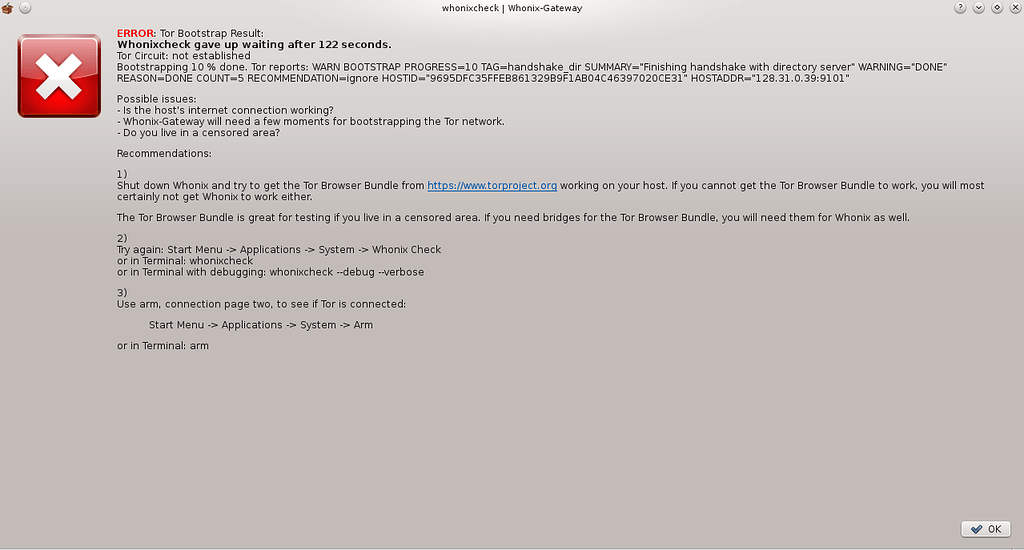 whonixcheck | Whonix-Gateway
ERROR: Tor Bootstrap Result:
Whonixcheck gave up waiting after 122 seconds.
Tor Circuit: not established
Bootstrapping 10 % done. Tor reports: WARN BOOTSTRAP PROGRESS=10 TAG=handshake_dir SUMMARY="Finishing handshake with directory server" WARNING="DONE"
REASON=DONE COUNT=5 RECOMMENDATION=ignore HOSTID="9695DFC35FFEB861329B9F1AB04C46397020CE31" HOSTADDR="128.31.0.39:9101"
Possible issues:
- Is the host's internet connection working?
- Whonix-Gateway will need a few moments for bootstrapping the Tor network.
- Do you live in a censored area?
Recommendations:
1)
Shut down Whonix and try to get the Tor Browser Bundle from https://www.torproject.org working on your host. If you cannot get the Tor Browser Bundle to work, you will most
certainly not get Whonix to work either.
The Tor Browser Bundle is great for testing if you live in a censored area. If you need bridges for the Tor Browser Bundle, you will need them for Whonix as well.
2)
Try again: Start Menu -> Applications -> System -> Whonix Check
or in Terminal: whonixcheck
or in Terminal with debugging: whonixcheck --debug --verbose
3)
Use arm, connection page two, to see if Tor is connected:
Start Menu -> Applications -> System -> Arm
or in Terminal: arm
OK